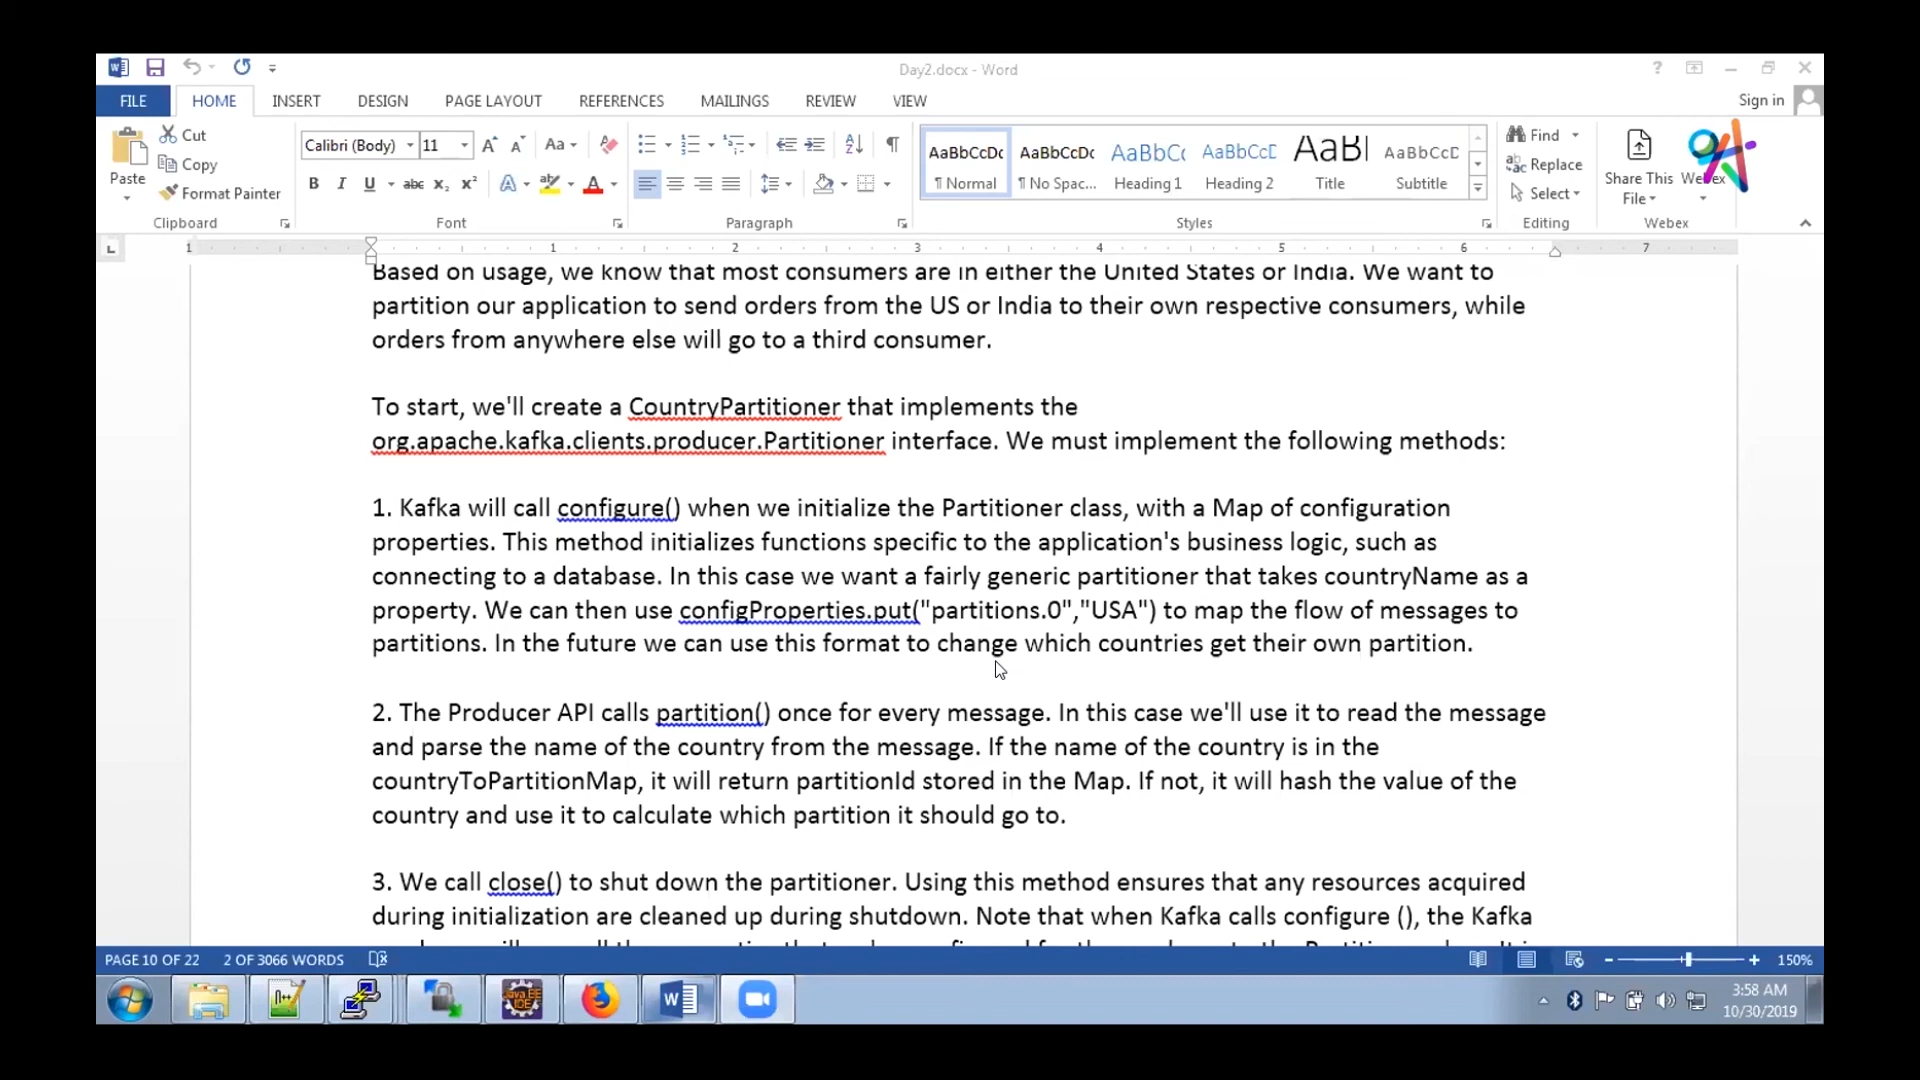 Day2.docx - Word
FILE HOME INSERT DESIGN PAGE LAYOUT REFERENCES MAILINGS REVIEW VIEW Sign in
Cut
Copy
Format Painter
Paste
Clipboard
Calibri (Body) 11
Font
Paragraph
AaBbCcDc AaBbCcDc AaBbC( AaBbCcD AaB AaBbCcD
¶ Normal ¶ No Spac... Heading 1 Heading 2 Title Subtitle
Styles
Find
Replace
Select
Editing
Share This File
Webex
Webex
1 1 2 3 4 5 6 7
Based on usage, we know that most consumers are in either the United States or India. We want to
partition our application to send orders from the US or India to their own respective consumers, while
orders from anywhere else will go to a third consumer.
To start, we'll create a CountryPartitioner that implements the
org.apache.kafka.clients.producer.Partitioner interface. We must implement the following methods:
1. Kafka will call configure() when we initialize the Partitioner class, with a Map of configuration
properties. This method initializes functions specific to the application's business logic, such as
connecting to a database. In this case we want a fairly generic partitioner that takes countryName as a
property. We can then use configProperties.put("partitions.0","USA") to map the flow of messages to
partitions. In the future we can use this format to change which countries get their own partition.
2. The Producer API calls partition() once for every message. In this case we'll use it to read the message
and parse the name of the country from the message. If the name of the country is in the
countryToPartitionMap, it will return partitionId stored in the Map. If not, it will hash the value of the
country and use it to calculate which partition it should go to.
3. We call close() to shut down the partitioner. Using this method ensures that any resources acquired
during initialization are cleaned up during shutdown. Note that when Kafka calls configure (), the Kafka
PAGE 10 OF 22 2 OF 3066 WORDS 150%
3:58 AM
10/30/2019